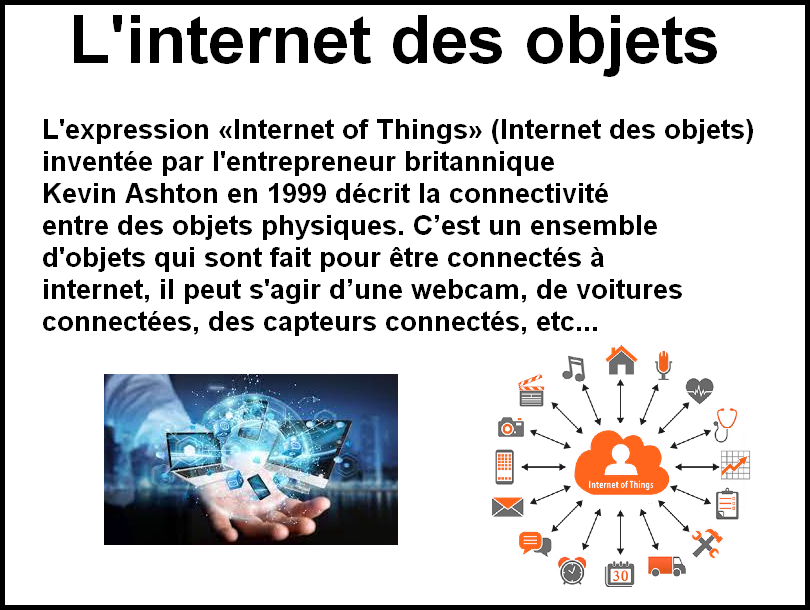 L'internet des objets
L'expression «Internet of Things» (Internet des objets)
inventée par l'entrepreneur britannique
Kevin Ashton en 1999 décrit la connectivité
entre des objets physiques. C’est un ensemble
d'objets qui sont fait pour être connectés à
internet, il peut s'agir d’une webcam, de voitures
connectées, des capteurs connectés, etc...
Internet of Things
30